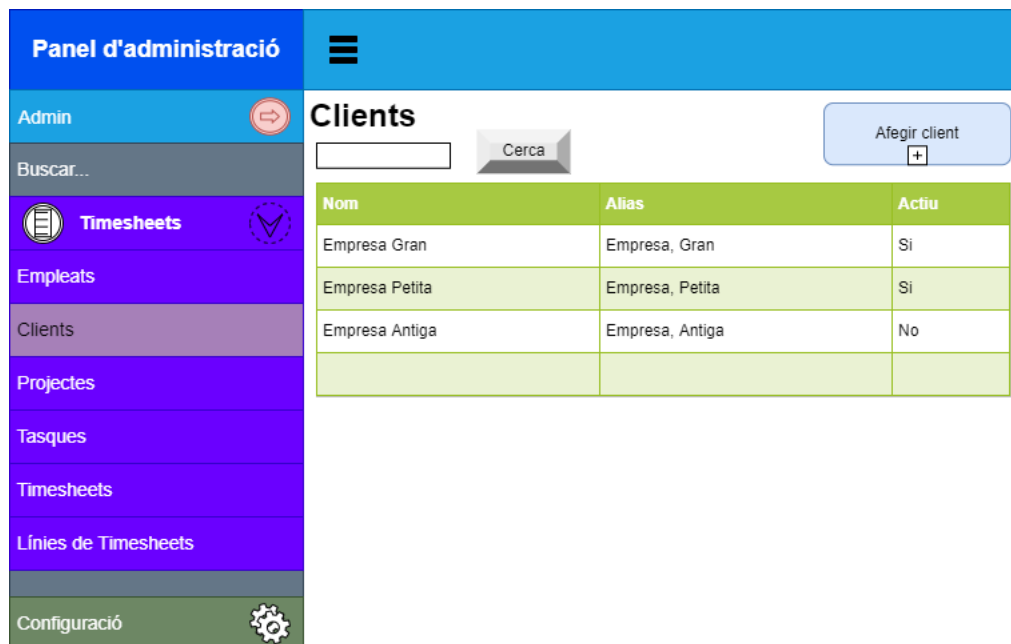 Panel d'administració
Admin
Buscar...
Timesheets
Empleats
Clients
Projectes
Tasques
Timesheets
Línies de Timesheets
Configuració
Clients
Cerca
Afegir client
+
Nom Alias Actiu
Empresa Gran Empresa, Gran Si
Empresa Petita Empresa, Petita Si
Empresa Antiga Empresa, Antiga No